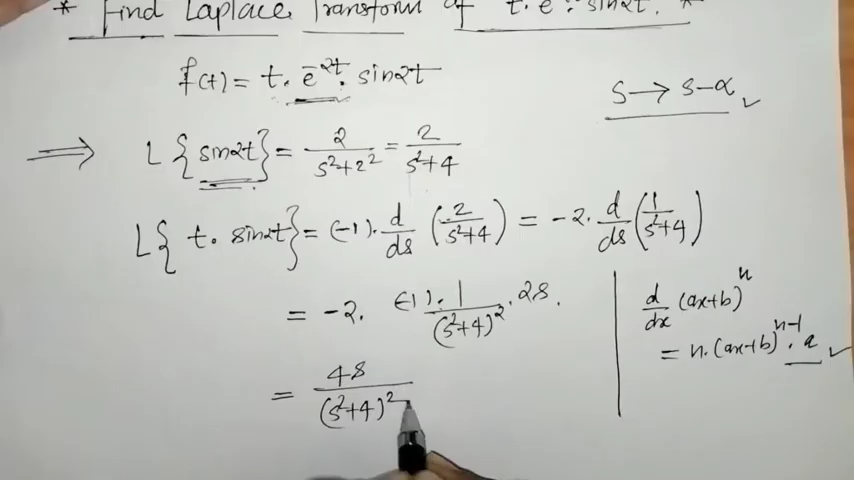 * Find Laplace Transform of t. e . sin2t. *
f(t) = t. e^-2t. sin2t
S → s-α ✓
⟹ L { sin2t } = 2/(s²+2²) = 2/(s²+4)
L{ t. sin2t } = (-1). d/ds (2/(s²+4)) = -2. d/ds (1/(s²+4))
= -2. (-1). 1/(s²+4)². 2s.
= 4s/(s²+4)²
d/dx (ax+b)^n
= n. (ax+b)^n-1 . a ✓